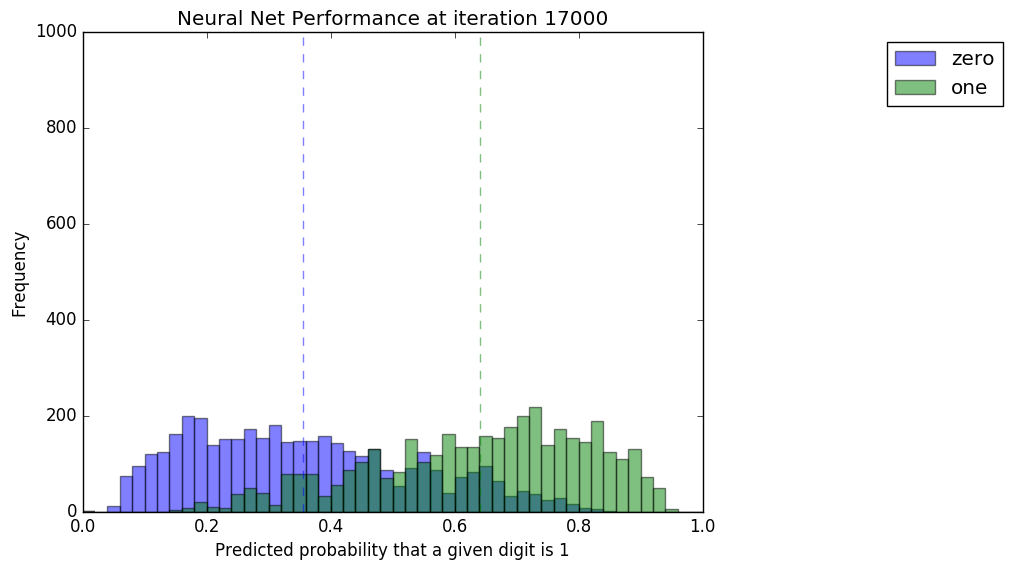 Neural Net Performance at iteration 17000
1000
800
600
400
200
0
Frequency
0.0 0.2 0.4 0.6 0.8 1.0
Predicted probability that a given digit is 1
zero
one